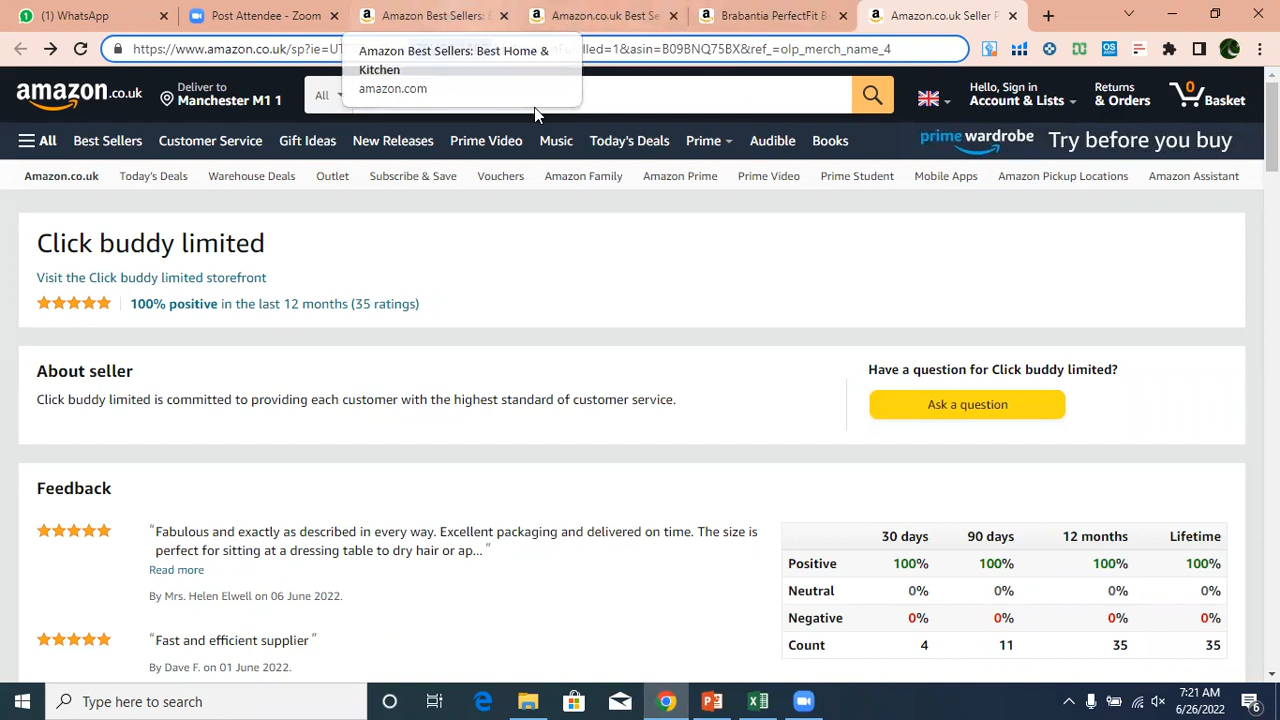 (1) WhatsApp
Post Attendee - Zoom
Amazon Best Sellers: B
Amazon.co.uk Best Se
Brabantia PerfectFit B
Amazon.co.uk Seller P
https://www.amazon.co.uk/sp?ie=UT
lled=1&asin=B09BNQ75BX&ref_=olp_merch_name_4
Amazon Best Sellers: Best Home &
Kitchen
amazon.com
amazon.co.uk
Deliver to
Manchester M1 1
All
Hello, Sign in
Account & Lists
Returns
& Orders
0
Basket
All
Best Sellers
Customer Service
Gift Ideas
New Releases
Prime Video
Music
Today's Deals
Prime
Audible
Books
prime wardrobe
Try before you buy
Amazon.co.uk
Today's Deals
Warehouse Deals
Outlet
Subscribe & Save
Vouchers
Amazon Family
Amazon Prime
Prime Video
Prime Student
Mobile Apps
Amazon Pickup Locations
Amazon Assistant
Click buddy limited
Visit the Click buddy limited storefront
100% positive in the last 12 months (35 ratings)
About seller
Click buddy limited is committed to providing each customer with the highest standard of customer service.
Have a question for Click buddy limited?
Ask a question
Feedback
"Fabulous and exactly as described in every way. Excellent packaging and delivered on time. The size is
perfect for sitting at a dressing table to dry hair or ap... "
Read more
By Mrs. Helen Elwell on 06 June 2022.
"Fast and efficient supplier"
By Dave F. on 01 June 2022.
30 days 90 days 12 months Lifetime
Positive 100% 100% 100% 100%
Neutral 0% 0% 0% 0%
Negative 0% 0% 0% 0%
Count 4 11 35 35
Type here to search
7:21 AM
6/26/2022
6